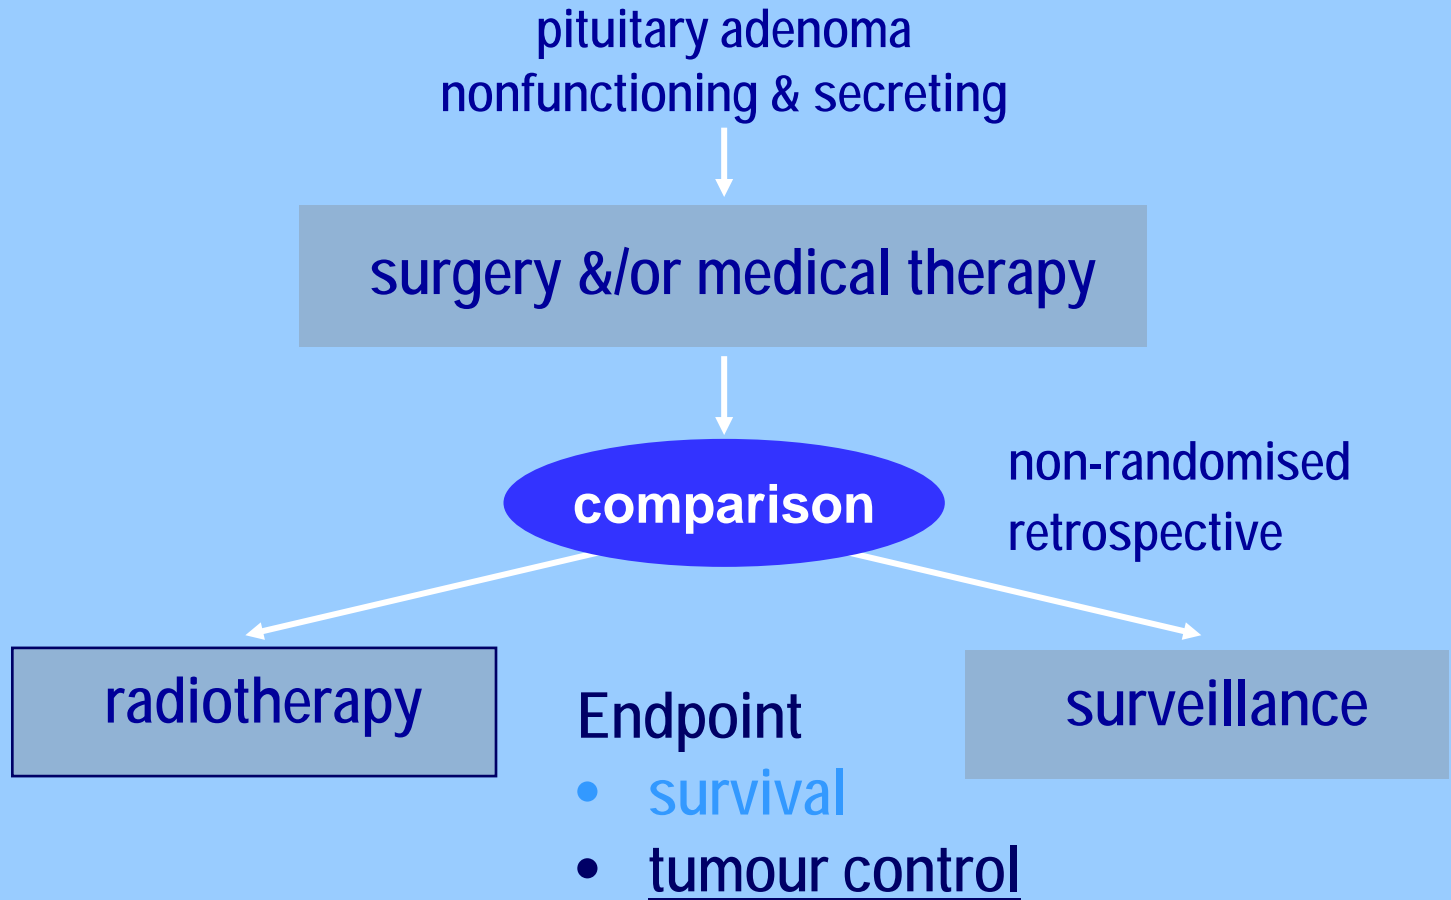 pituitary adenoma
nonfunctioning & secreting
surgery &/or medical therapy
comparison
non-randomised
retrospective
radiotherapy
surveillance
Endpoint
• survival
• tumour control